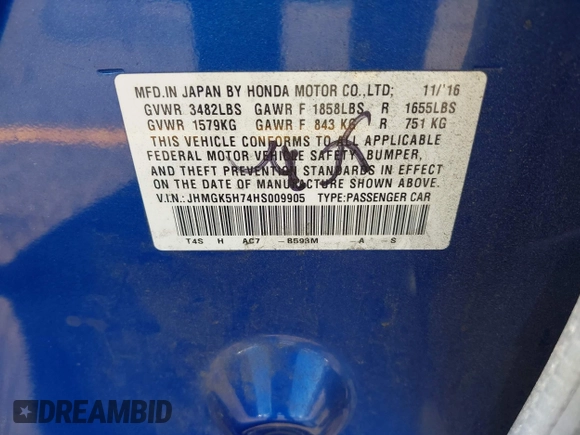 MFD.IN JAPAN BY HONDA MOTOR CO.,LTD; 11/'16
GVWR 3482LBS GAWR F 1858LBS R 1655LBS
GVWR 1579KG GAWR F 843 KG R 751 KG
THIS VEHICLE CONFORMS TO ALL APPLICABLE
FEDERAL MOTOR VEHICLE SAFETY, BUMPER,
AND THEFT PREVENTION STANDARDS IN EFFECT
ON THE DATE OF MANUFACTURE SHOWN ABOVE.
V.I.N.: JHMGK5H74HS009905 TYPE:PASSENGER CAR
T4S H AC7 -B593M -A -S
DREAMBID